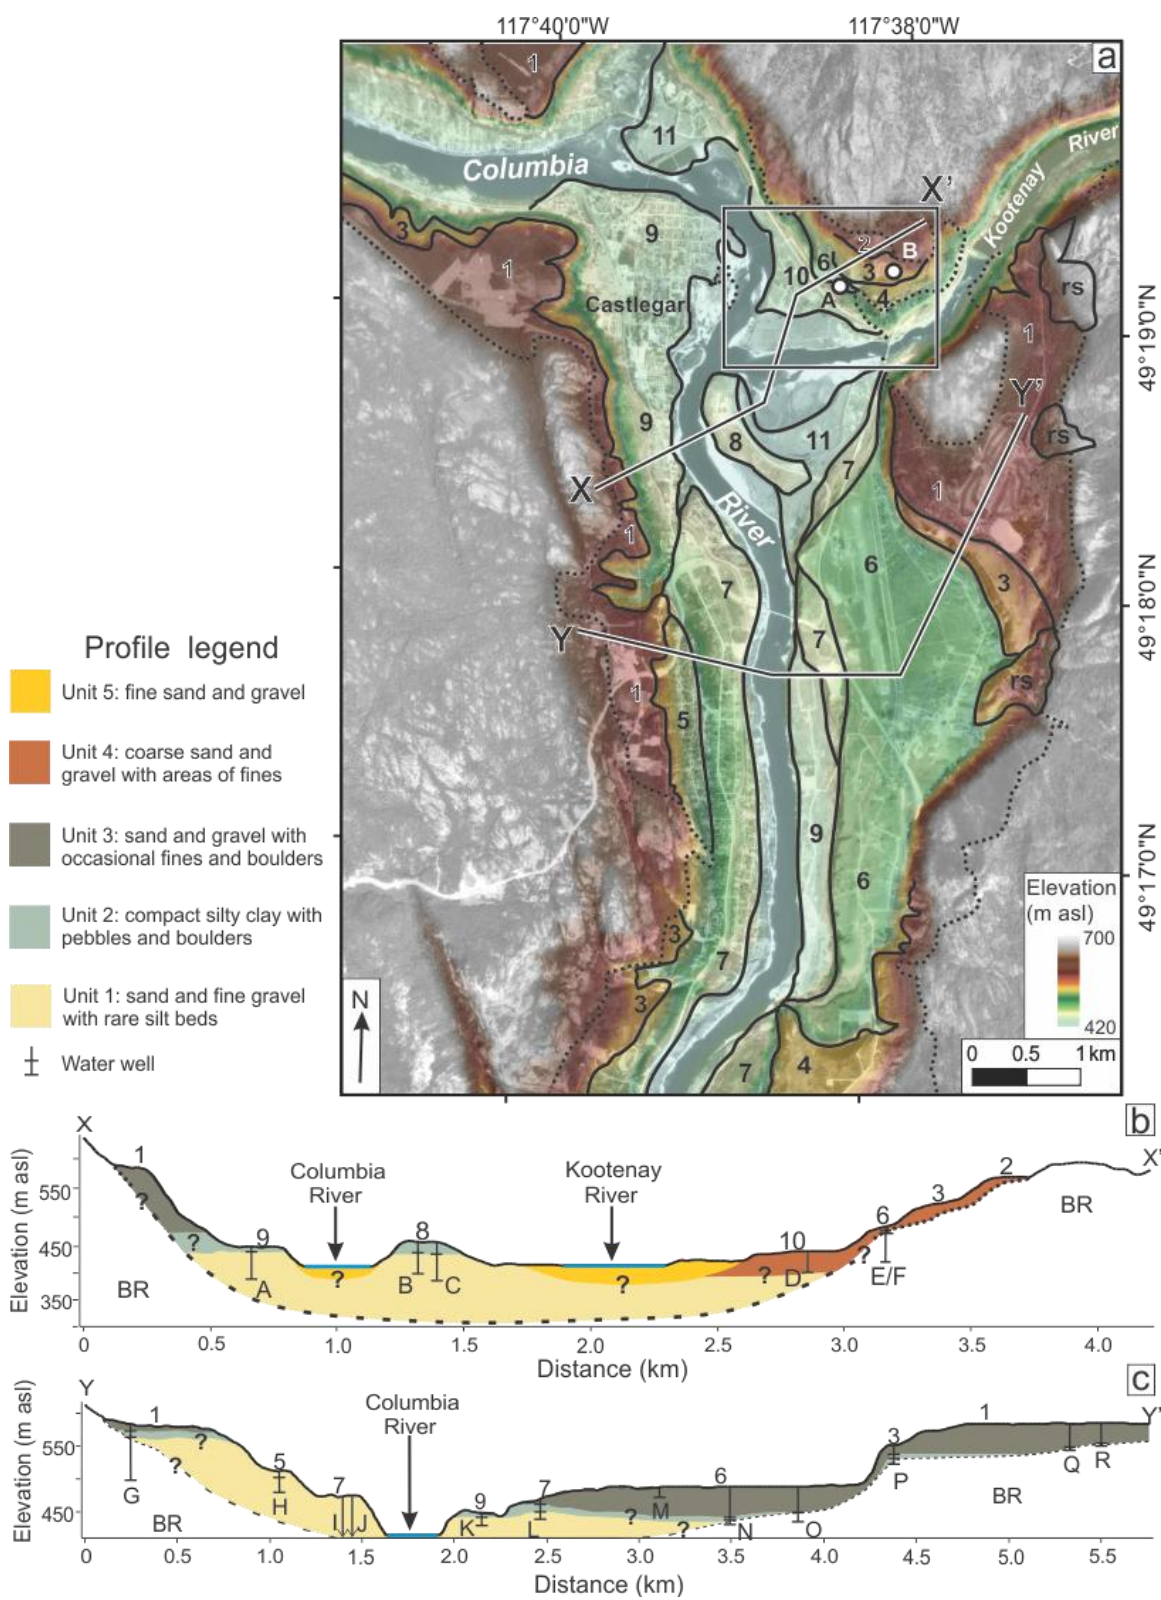 117°40'0"W
117°38'0"W
a
1
11
Columbia
River
Kootenay
X'
3
9
2
B
6
10
3
1
rs
A
4
1
Castlegar
49°19'0"N
Y'
9
8
11
rs
7
X
1
1
River
6
7
3
49°18'0"N
Y
7
rs
1
5
Profile legend
Unit 5: fine sand and gravel
Unit 4: coarse sand and
gravel with areas of fines
Unit 3: sand and gravel with
occasional fines and boulders
Unit 2: compact silty clay with
pebbles and boulders
Unit 1: sand and fine gravel
with rare silt beds
Water well
9
6
49°17'0"N
Elevation
(m asl)
700
420
3
7
3
7
4
N
0 0.5 1 km
b
X
X'
Elevation (m asl)
550
450
350
1
Columbia
River
Kootenay
River
2
3
6
9
8
10
?
?
?
?
?
?
A
B
C
D
E/F
BR
BR
0 0.5 1.0 1.5 2.0 2.5 3.0 3.5 4.0
Distance (km)
c
Y
Y'
Elevation (m asl)
550
450
1
Columbia
River
1
5
7
9
7
6
3
?
?
?
?
G
H
I
J
K
L
M
N
O
P
Q
R
BR
BR
0 0.5 1.0 1.5 2.0 2.5 3.0 3.5 4.0 4.5 5.0 5.5
Distance (km)